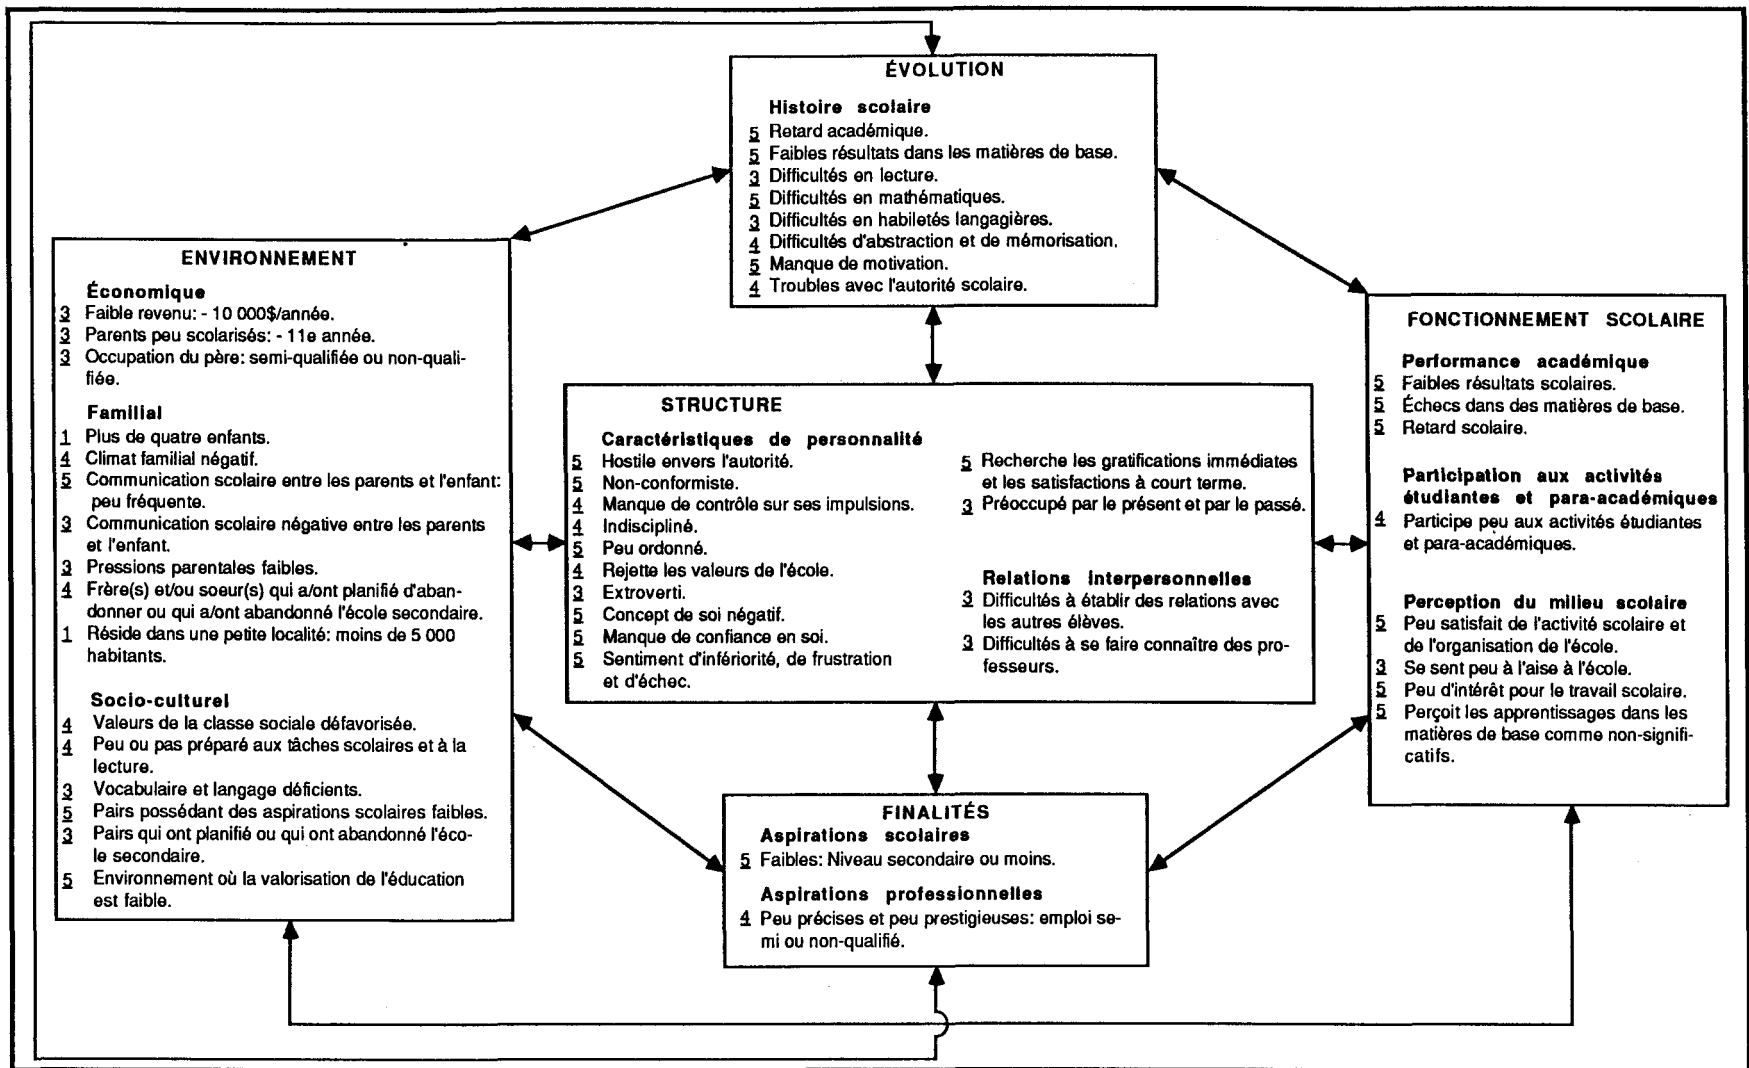 ÉVOLUTION
Histoire scolaire
5 Retard académique.
5 Faibles résultats dans les matières de base.
3 Difficultés en lecture.
5 Difficultés en mathématiques.
3 Difficultés en habiletés langagières.
4 Difficultés d'abstraction et de mémorisation.
5 Manque de motivation.
4 Troubles avec l'autorité scolaire.
ENVIRONNEMENT
Économique
3 Faible revenu: - 10 000$/année.
3 Parents peu scolarisés: - 11e année.
3 Occupation du père: semi-qualifiée ou non-quali-
fiée.
Familial
1 Plus de quatre enfants.
4 Climat familial négatif.
5 Communication scolaire entre les parents et l'enfant:
peu fréquente.
3 Communication scolaire négative entre les parents
et l'enfant.
3 Pressions parentales faibles.
4 Frère(s) et/ou soeur(s) qui a/ont planifié d'aban-
donner ou qui a/ont abandonné l'école secondaire.
1 Réside dans une petite localité: moins de 5 000
habitants.
Socio-culturel
4 Valeurs de la classe sociale défavorisée.
4 Peu ou pas préparé aux tâches scolaires et à la
lecture.
3 Vocabulaire et langage déficients.
5 Pairs possédant des aspirations scolaires faibles.
3 Pairs qui ont planifié ou qui ont abandonné l'éco-
le secondaire.
5 Environnement où la valorisation de l'éducation
est faible.
STRUCTURE
Caractéristiques de personnalité
5 Hostile envers l'autorité.
5 Non-conformiste.
4 Manque de contrôle sur ses impulsions.
4 Indiscipliné.
5 Peu ordonné.
4 Rejette les valeurs de l'école.
3 Extroverti.
5 Concept de soi négatif.
5 Manque de confiance en soi.
5 Sentiment d'infériorité, de frustration
et d'échec.
5 Recherche les gratifications immédiates
et les satisfactions à court terme.
3 Préoccupé par le présent et par le passé.
Relations interpersonnelles
3 Difficultés à établir des relations avec
les autres élèves.
3 Difficultés à se faire connaître des pro-
fesseurs.
FONCTIONNEMENT SCOLAIRE
Performance académique
5 Faibles résultats scolaires.
5 Échecs dans des matières de base.
5 Retard scolaire.
Participation aux activités
étudiantes et para-académiques
4 Participe peu aux activités étudiantes
et para-académiques.
Perception du milieu scolaire
5 Peu satisfait de l'activité scolaire et
de l'organisation de l'école.
3 Se sent peu à l'aise à l'école.
5 Peu d'intérêt pour le travail scolaire.
5 Perçoit les apprentissages dans les
matières de base comme non-signifi-
catifs.
FINALITÉS
Aspirations scolaires
5 Faibles: Niveau secondaire ou moins.
Aspirations professionnelles
4 Peu précises et peu prestigieuses: emploi se-
mi ou non-qualifié.